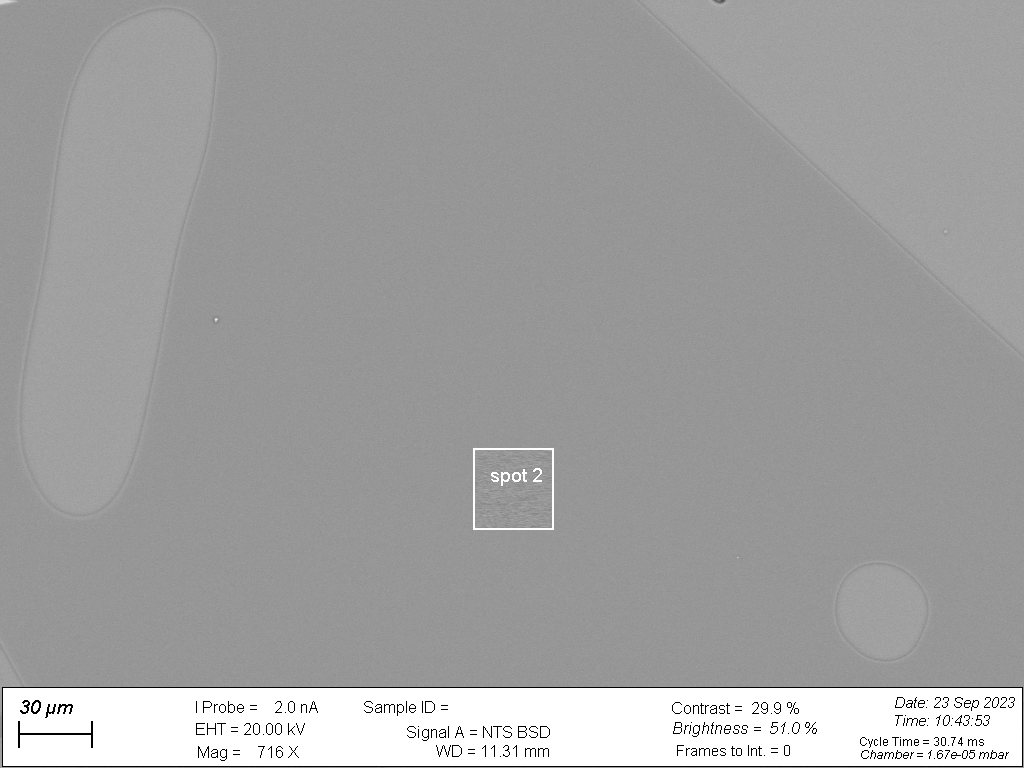 spot 2
30 µm
I Probe = 2.0 nA
EHT = 20.00 kV
Mag = 716 X
Sample ID =
Signal A = NTS BSD
WD = 11.31 mm
Contrast = 29.9 %
Brightness = 51.0 %
Frames to Int. = 0
Date: 23 Sep 2023
Time: 10:43:53
Cycle Time = 30.74 ms
Chamber = 1.67e-05 mbar